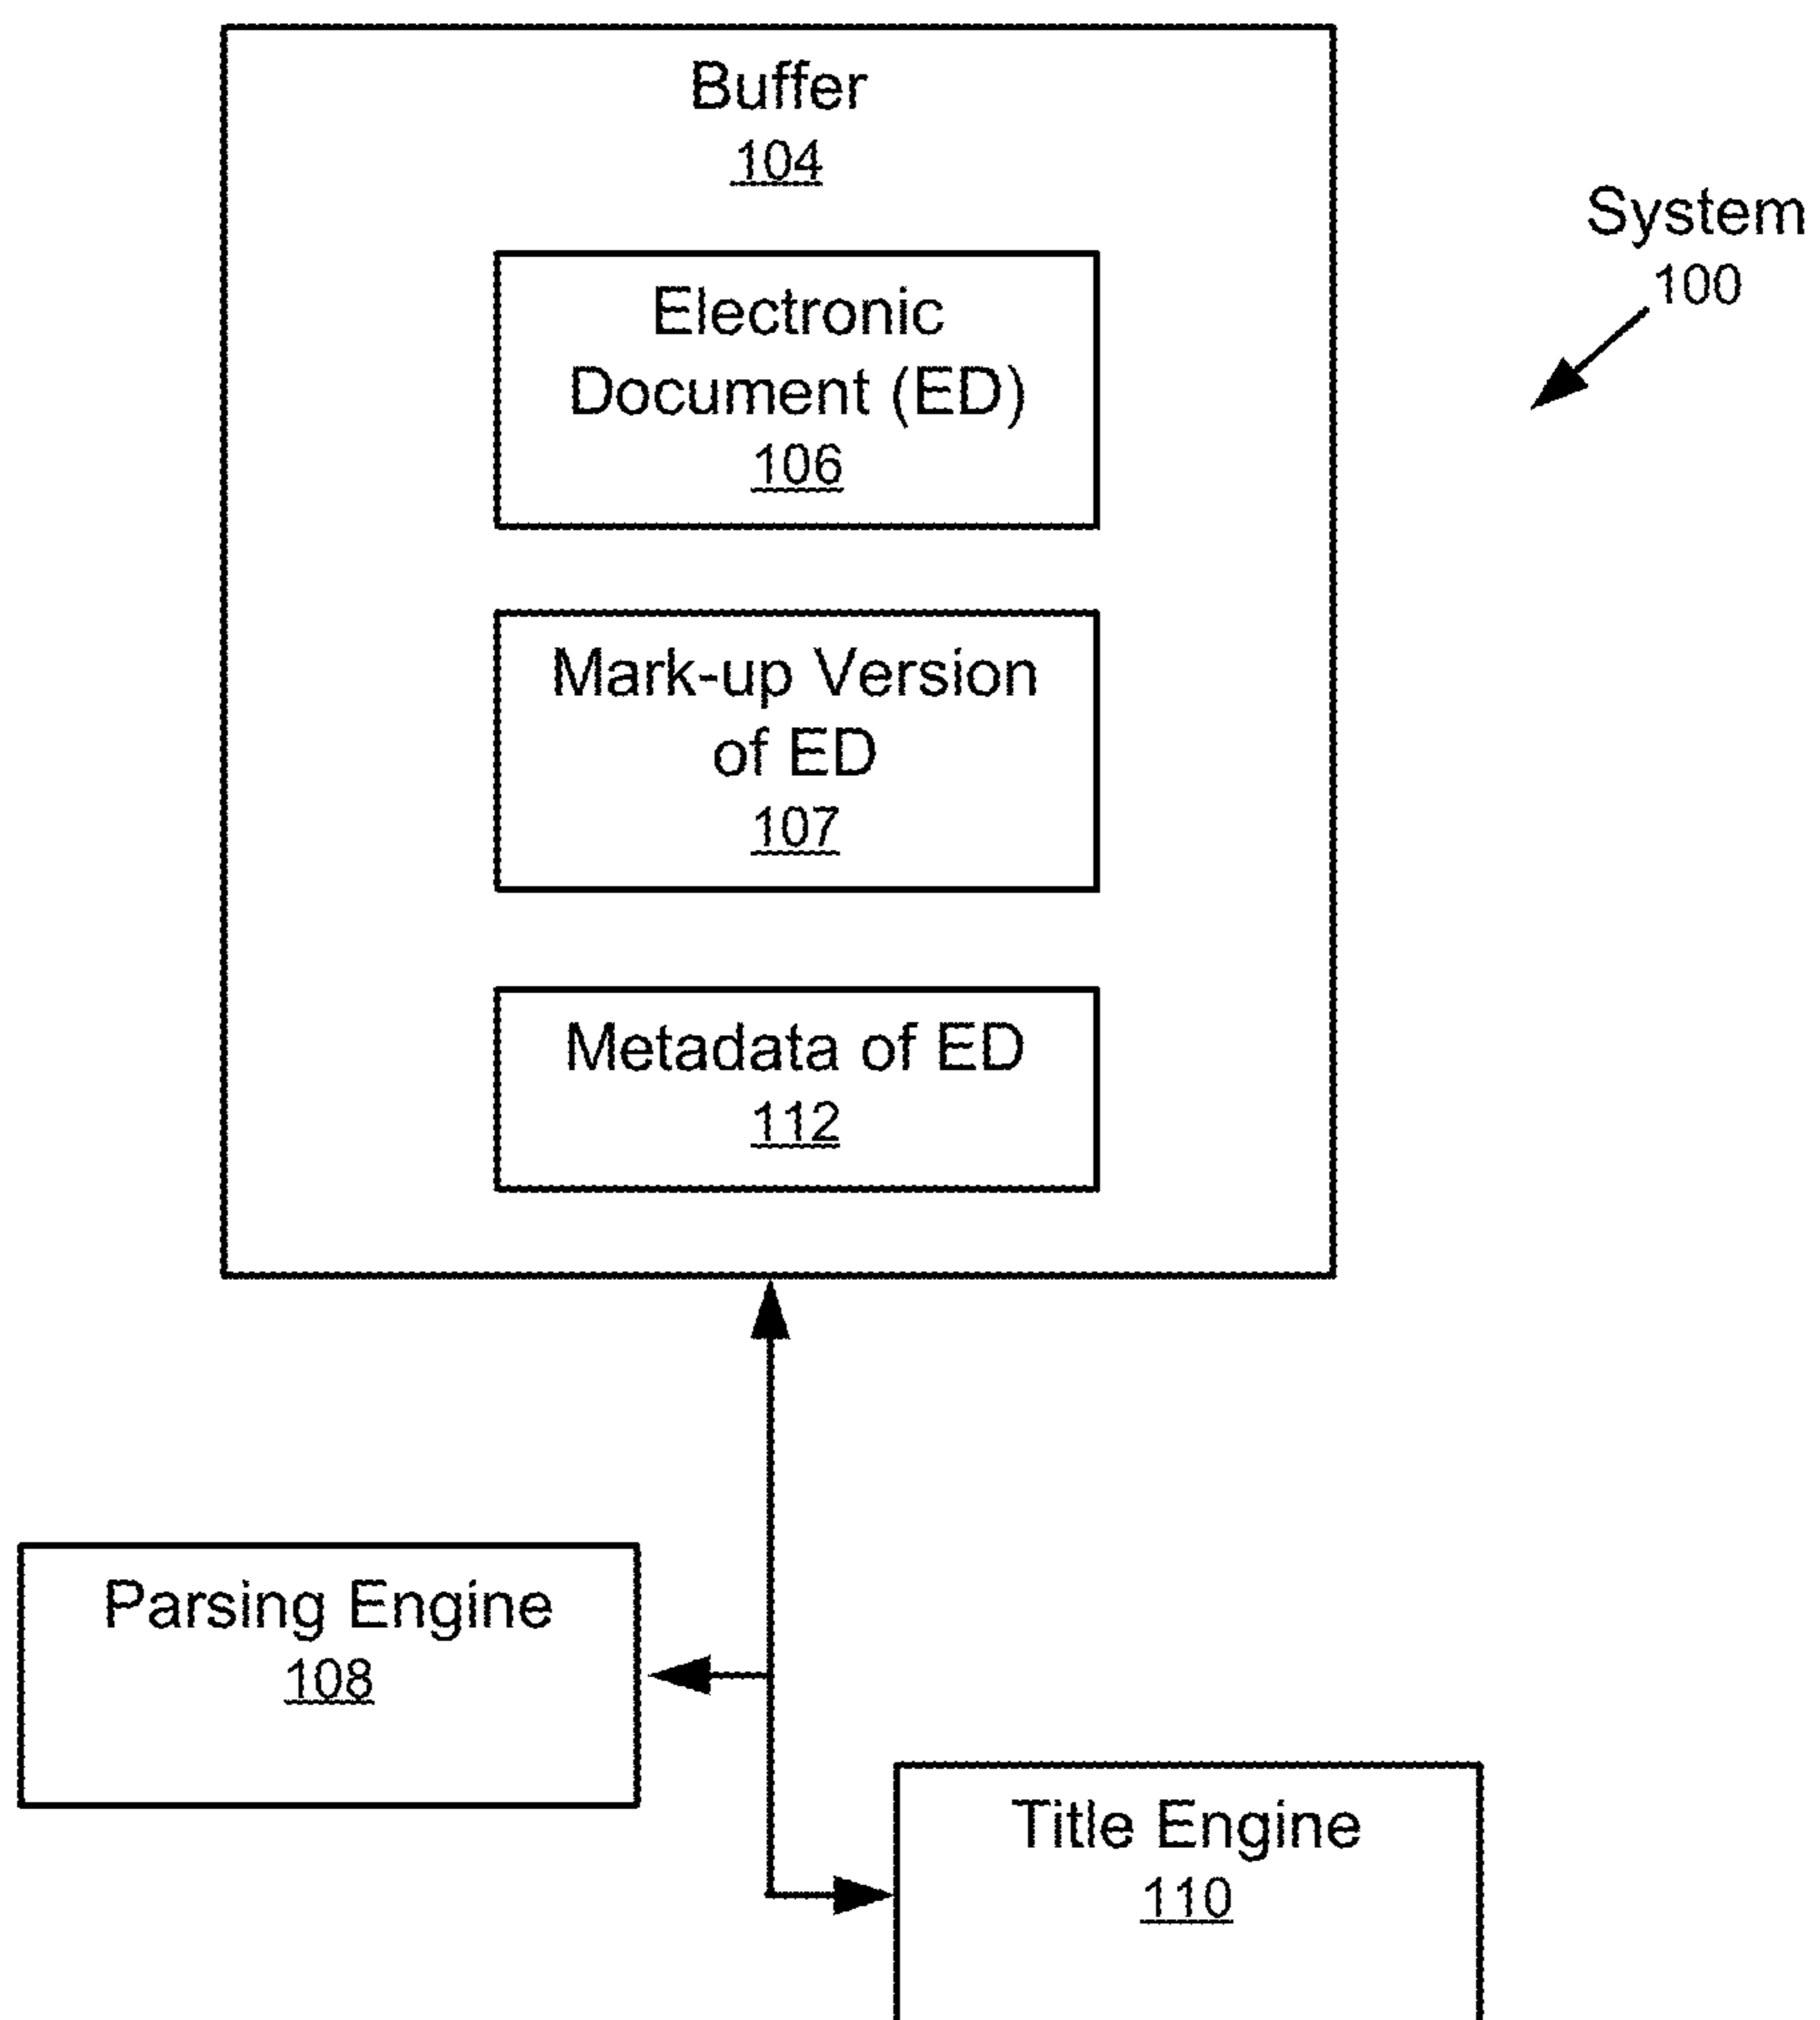 Buffer
104
System
100
Electronic
Document (ED)
106
Mark-up Version
of ED
107
Metadata of ED
112
Parsing Engine
108
Title Engine
110